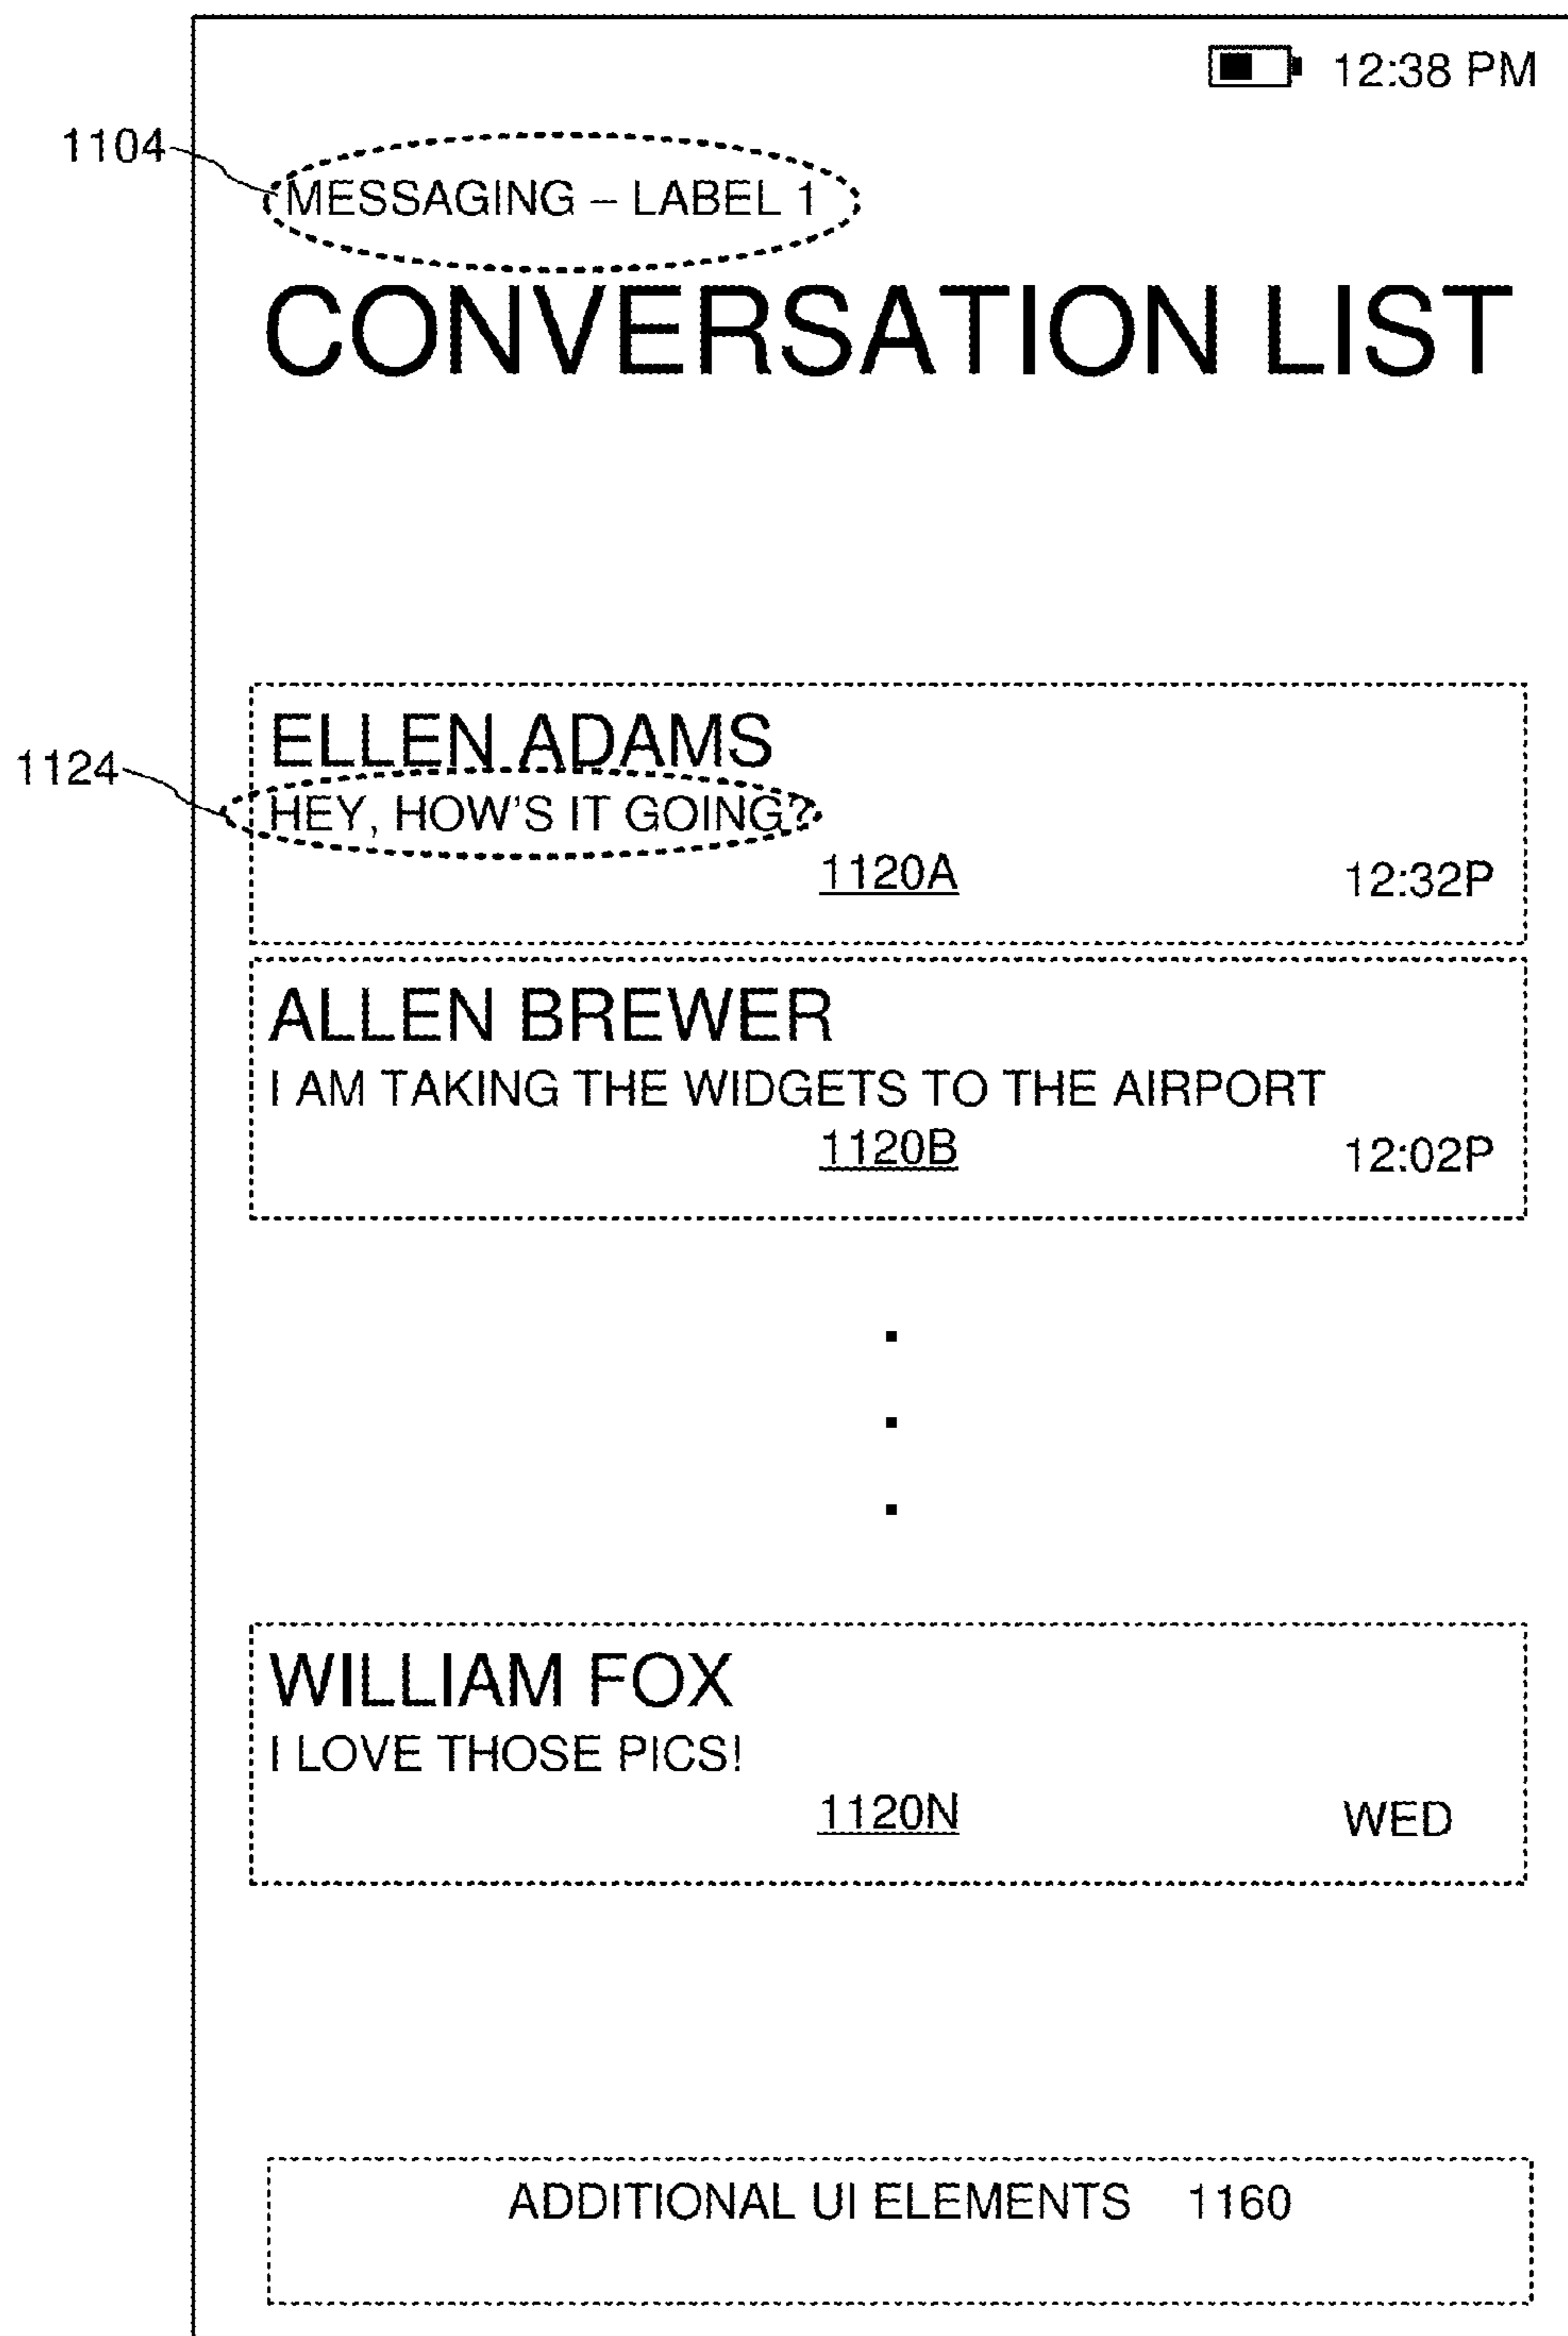 12:38 PM
1104
MESSAGING – LABEL 1
CONVERSATION LIST
ELLEN ADAMS
1124
HEY, HOW'S IT GOING?
1120A 12:32P
ALLEN BREWER
I AM TAKING THE WIDGETS TO THE AIRPORT
1120B 12:02P
WILLIAM FOX
I LOVE THOSE PICS!
1120N WED
ADDITIONAL UI ELEMENTS 1160